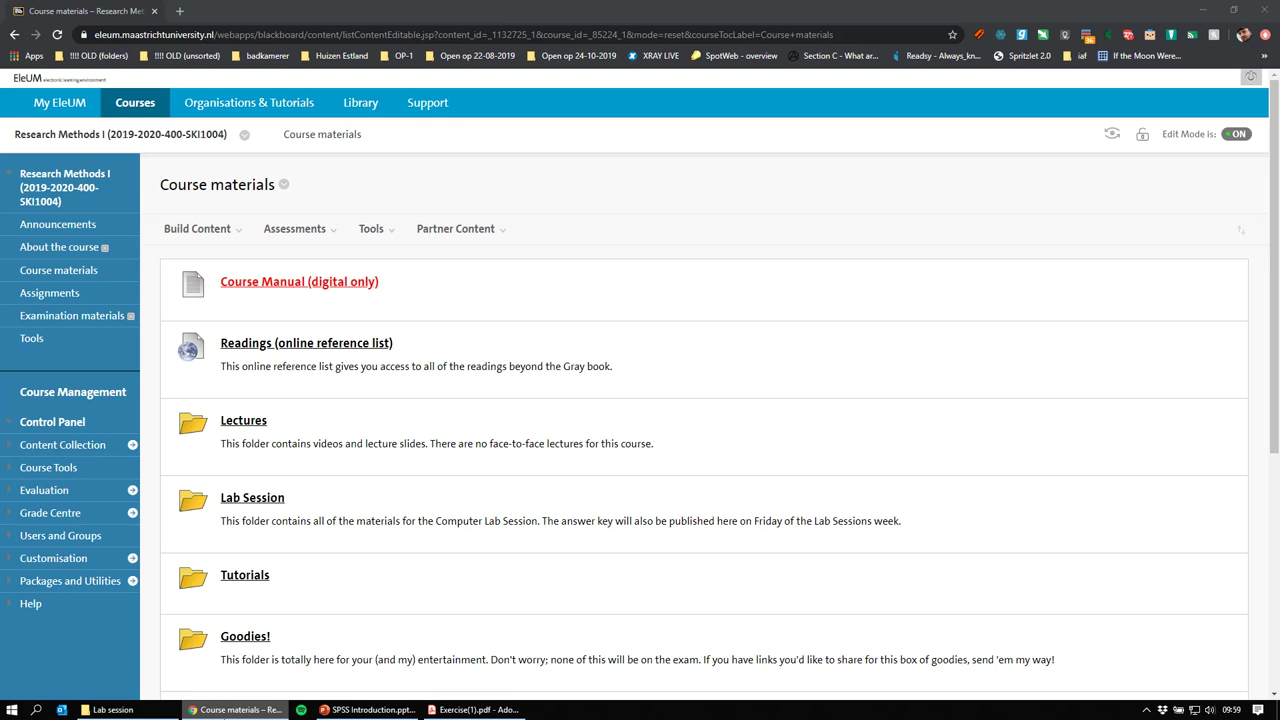 Course materials – Research Met
eleum.maastrichtuniversity.nl/webapps/blackboard/content/listContentEditable.jsp?content_id=_1132725_1&course_id=_85224_1&mode=reset&courseTocLabel=Course+materials
Apps !!!! OLD (folders) !!!! OLD (unsorted) badkamerr Huizen Estland OP-1 Open op 22-08-2019 Open op 24-10-2019 XRAY LIVE SpotWeb - overview Section C - What ar... Readsy - Always_kn... Spritzlet 2.0 iaf If the Moon Were... »
EleUM electronic learning environment
My EleUM Courses Organisations & Tutorials Library Support
Research Methods I (2019-2020-400-SKI1004) Course materials Edit Mode is: ON
Research Methods I
(2019-2020-400-
SKI1004)
Announcements
About the course
Course materials
Assignments
Examination materials
Tools
Course Management
Control Panel
Content Collection
Course Tools
Evaluation
Grade Centre
Users and Groups
Customisation
Packages and Utilities
Help
Course materials
Build Content Assessments Tools Partner Content
Course Manual (digital only)
Readings (online reference list)
This online reference list gives you access to all of the readings beyond the Gray book.
Lectures
This folder contains videos and lecture slides. There are no face-to-face lectures for this course.
Lab Session
This folder contains all of the materials for the Computer Lab Session. The answer key will also be published here on Friday of the Lab Sessions week.
Tutorials
Goodies!
This folder is totally here for your (and my) entertainment. Don't worry; none of this will be on the exam. If you have links you'd like to share for this box of goodies, send 'em my way!
Lab session Course materials – Re... SPSS Introduction.ppt... Exercise(1).pdf - Ado... 09:59